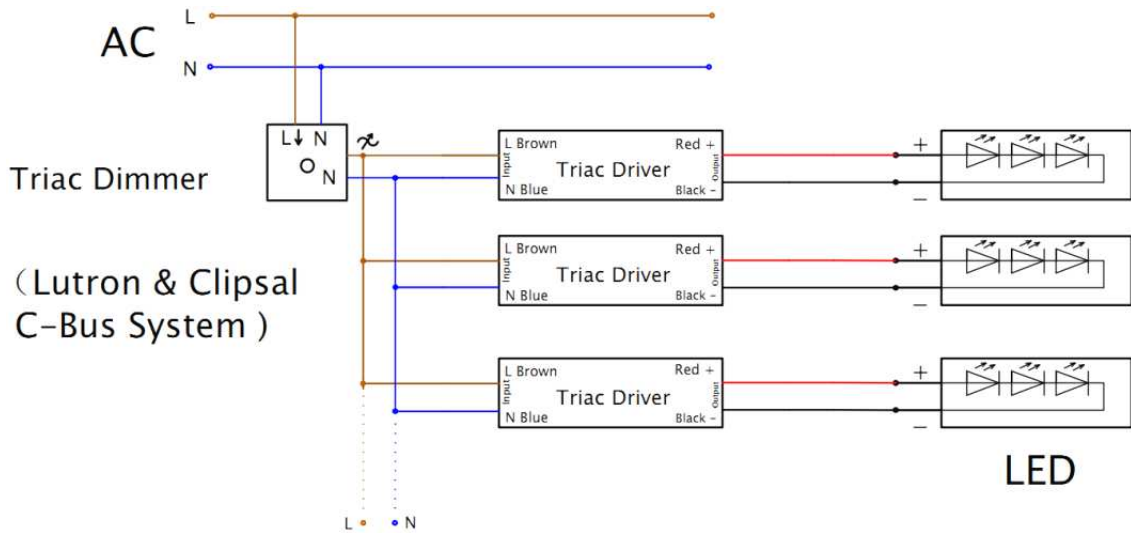 L
AC
N
L N
N
Triac Dimmer
（Lutron & Clipsal
C-Bus System )
L Brown
Input
N Blue
Triac Driver
Red +
Output
Black -
+
-
L Brown
Input
N Blue
Triac Driver
Red +
Output
Black -
+
-
L Brown
Input
N Blue
Triac Driver
Red +
Output
Black -
+
-
LED
L
N